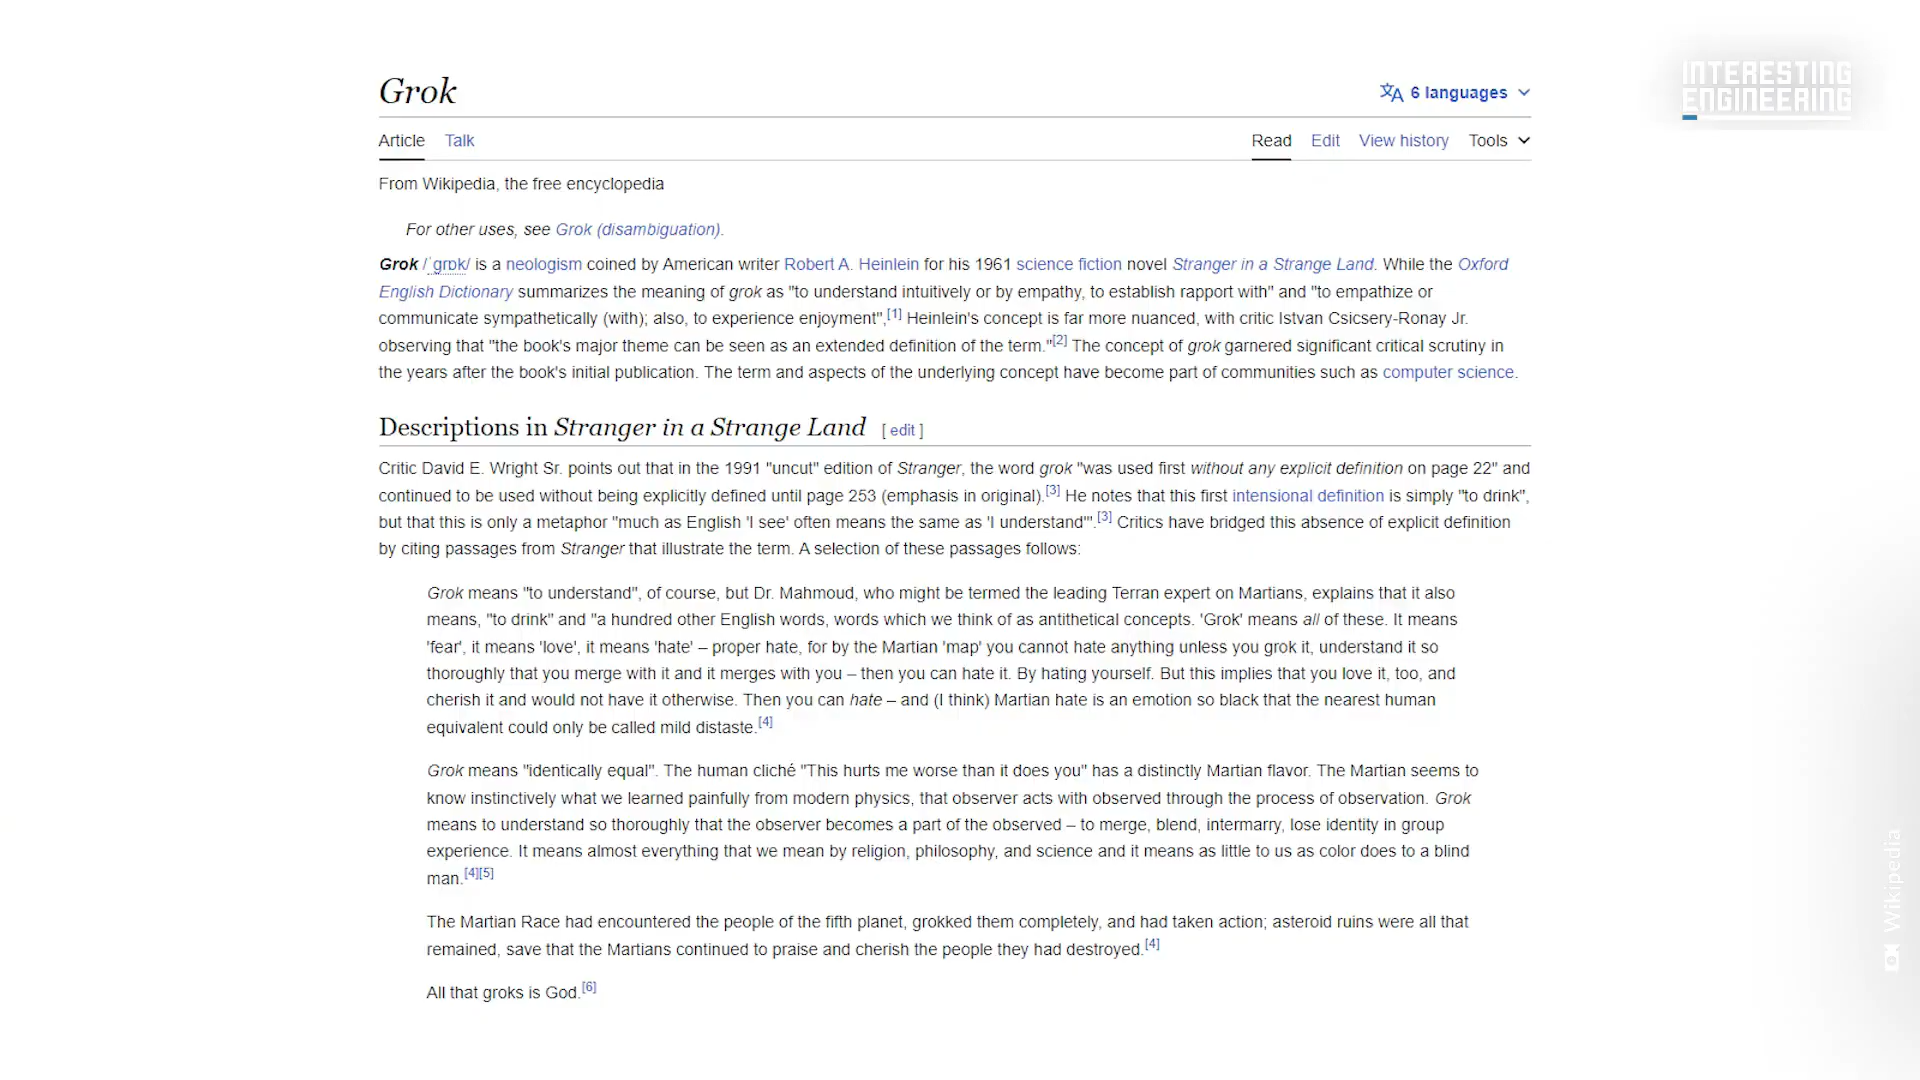 INTERESTING
ENGINEERING
Grok
6 languages
Article Talk Read Edit View history Tools
From Wikipedia, the free encyclopedia
For other uses, see Grok (disambiguation).
Grok /ˈɡrɒk/ is a neologism coined by American writer Robert A. Heinlein for his 1961 science fiction novel Stranger in a Strange Land. While the Oxford
English Dictionary summarizes the meaning of grok as "to understand intuitively or by empathy, to establish rapport with" and "to empathize or
communicate sympathetically (with); also, to experience enjoyment",[1] Heinlein's concept is far more nuanced, with critic Istvan Csicsery-Ronay Jr.
observing that "the book's major theme can be seen as an extended definition of the term."[2] The concept of grok garnered significant critical scrutiny in
the years after the book's initial publication. The term and aspects of the underlying concept have become part of communities such as computer science.
Descriptions in Stranger in a Strange Land [ edit ]
Critic David E. Wright Sr. points out that in the 1991 "uncut" edition of Stranger, the word grok "was used first without any explicit definition on page 22" and
continued to be used without being explicitly defined until page 253 (emphasis in original).[3] He notes that this first intensional definition is simply "to drink",
but that this is only a metaphor "much as English 'I see' often means the same as 'I understand'".[3] Critics have bridged this absence of explicit definition
by citing passages from Stranger that illustrate the term. A selection of these passages follows:
Grok means "to understand", of course, but Dr. Mahmoud, who might be termed the leading Terran expert on Martians, explains that it also
means, "to drink" and "a hundred other English words, words which we think of as antithetical concepts. 'Grok' means all of these. It means
'fear', it means 'love', it means 'hate' – proper hate, for by the Martian 'map' you cannot hate anything unless you grok it, understand it so
thoroughly that you merge with it and it merges with you – then you can hate it. By hating yourself. But this implies that you love it, too, and
cherish it and would not have it otherwise. Then you can hate – and (I think) Martian hate is an emotion so black that the nearest human
equivalent could only be called mild distaste.[4]
Grok means "identically equal". The human cliché "This hurts me worse than it does you" has a distinctly Martian flavor. The Martian seems to
know instinctively what we learned painfully from modern physics, that observer acts with observed through the process of observation. Grok
means to understand so thoroughly that the observer becomes a part of the observed – to merge, blend, intermarry, lose identity in group
experience. It means almost everything that we mean by religion, philosophy, and science and it means as little to us as color does to a blind
man.[4][5]
The Martian Race had encountered the people of the fifth planet, grokked them completely, and had taken action; asteroid ruins were all that
remained, save that the Martians continued to praise and cherish the people they had destroyed.[4]
All that groks is God.[6]
Wikipedia